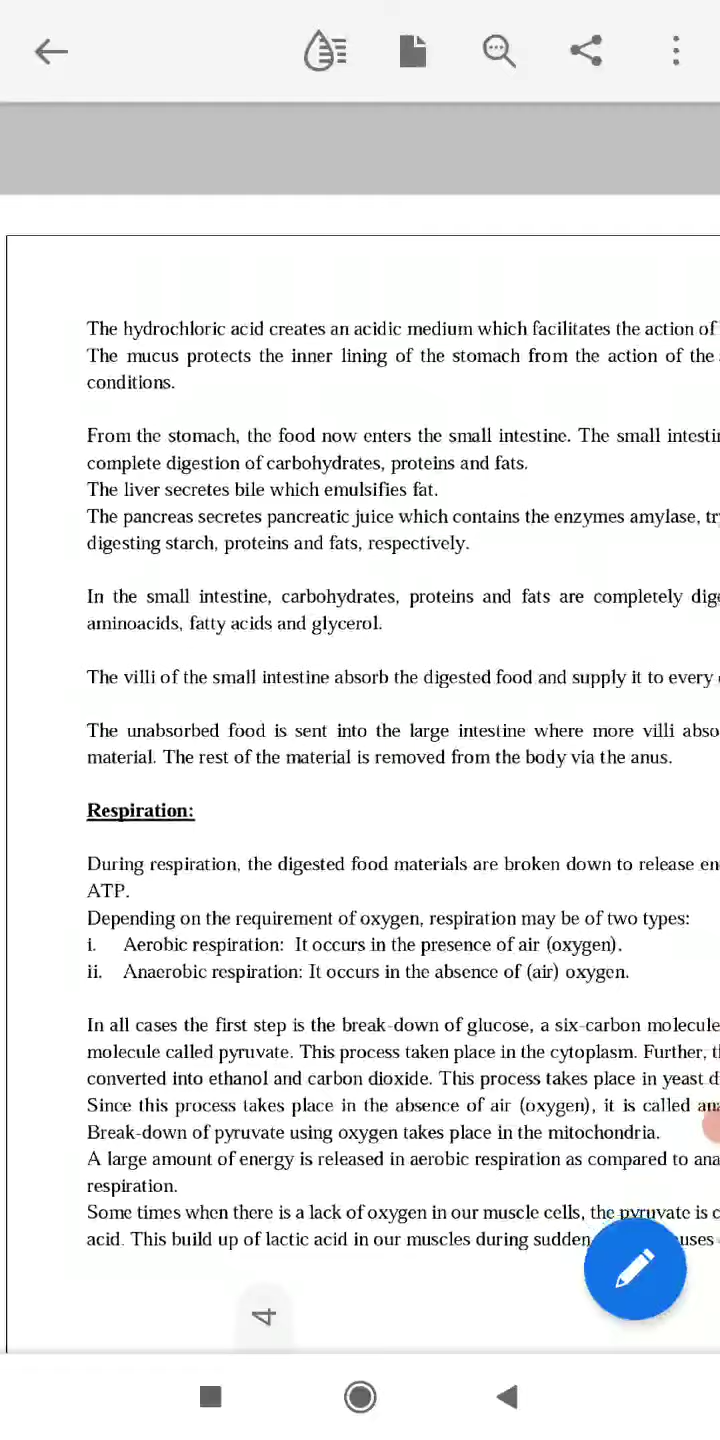 The hydrochloric acid creates an acidic medium which facilitates the action of
The mucus protects the inner lining of the stomach from the action of the
conditions.
From the stomach, the food now enters the small intestine. The small
complete digestion of carbohydrates, proteins and fats.
The liver secretes bile which emulsifies fat.
The pancreas secretes pancreatic juice which contains the enzymes amylase,
digesting starch, proteins and fats, respectively.
In the small intestine, carbohydrates, proteins and fats are completely
aminoacids, fatty acids and glycerol.
The villi of the small intestine absorb the digested food and supply it to every
The unabsorbed food is sent into the large intestine where more villi
material. The rest of the material is removed from the body via the anus.
Respiration:
During respiration, the digested food materials are broken down to release
ATP.
Depending on the requirement of oxygen, respiration may be of two types:
i. Aerobic respiration: It occurs in the presence of air (oxygen).
ii. Anaerobic respiration: It occurs in the absence of (air) oxygen.
In all cases the first step is the break-down of glucose, a six-carbon molecule
molecule called pyruvate. This process taken place in the cytoplasm. Further,
converted into ethanol and carbon dioxide. This process takes place in yeast
Since this process takes place in the absence of air (oxygen), it is called
Break-down of pyruvate using oxygen takes place in the mitochondria.
A large amount of energy is released in aerobic respiration as compared to
respiration.
Some times when there is a lack of oxygen in our muscle cells, the pyruvate is
acid. This build up of lactic acid in our muscles during sudden
4